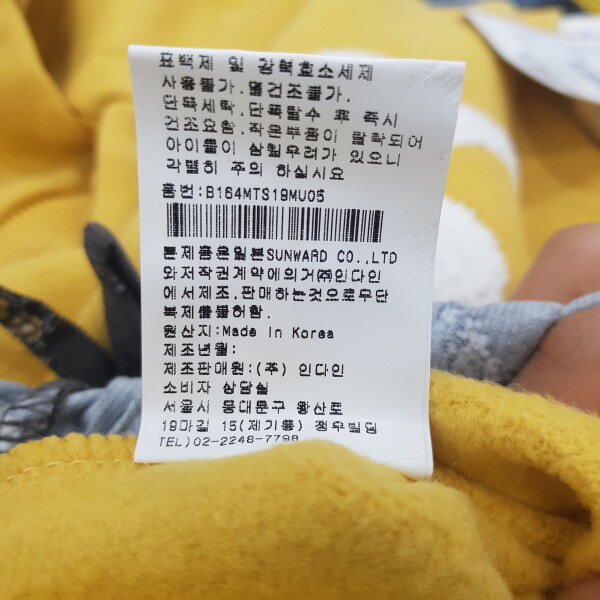 표백제 및 강력효소세제
사용불가.열건조불가.
단독세탁,단독탈수 후 즉시
건조요함.작은부품이 탈락되어
아이들이 삼킬우려가 있으니
각별히 주의 하십시요
품번:B164MTS19MU05
본제품은일본SUNWARD CO.,LTD
와저작권계약에의거(주)인다인
에서제조,판매하는것으로무단
복제를불허함.
원산지:Made In Korea
제조년월:
제조판매원:(주) 인다인
소비자 상담실
서울시 동대문구 왕산로
19마길 15(제기동) 정우빌딩
TEL)02-2248-7798